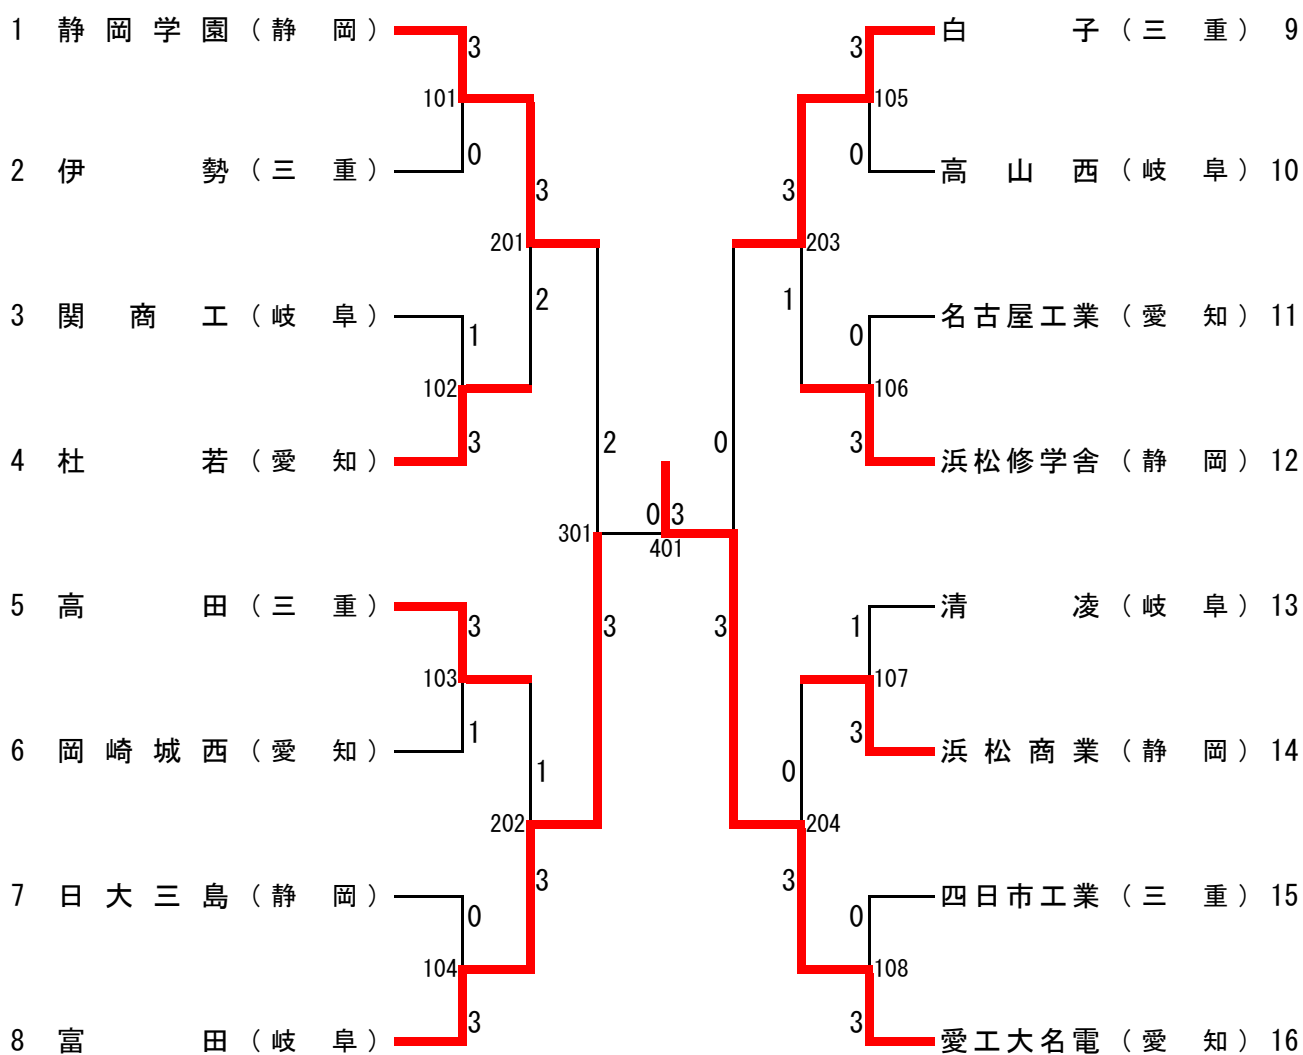 1 静岡学園（静 岡）
3
101
0
2 伊 勢（三 重）
3
201
2
3 関商工（岐 阜）
1
102
3
4 杜 若（愛 知）
2
301
3
5 高 田（三 重）
3
103
1
6 岡崎城西（愛 知）
1
202
3
7 日大三島（静 岡）
0
104
3
8 富 田（岐 阜）
0 3
401
白 子（三 重） 9
3
105
0
高山西（岐 阜） 10
3
203
1
名古屋工業（愛 知） 11
0
106
3
浜松修学舎（静 岡） 12
0
3
清 凌（岐 阜） 13
1
107
3
浜松商業（静 岡） 14
0
204
3
四日市工業（三 重） 15
0
108
3
愛工大名電（愛 知） 16